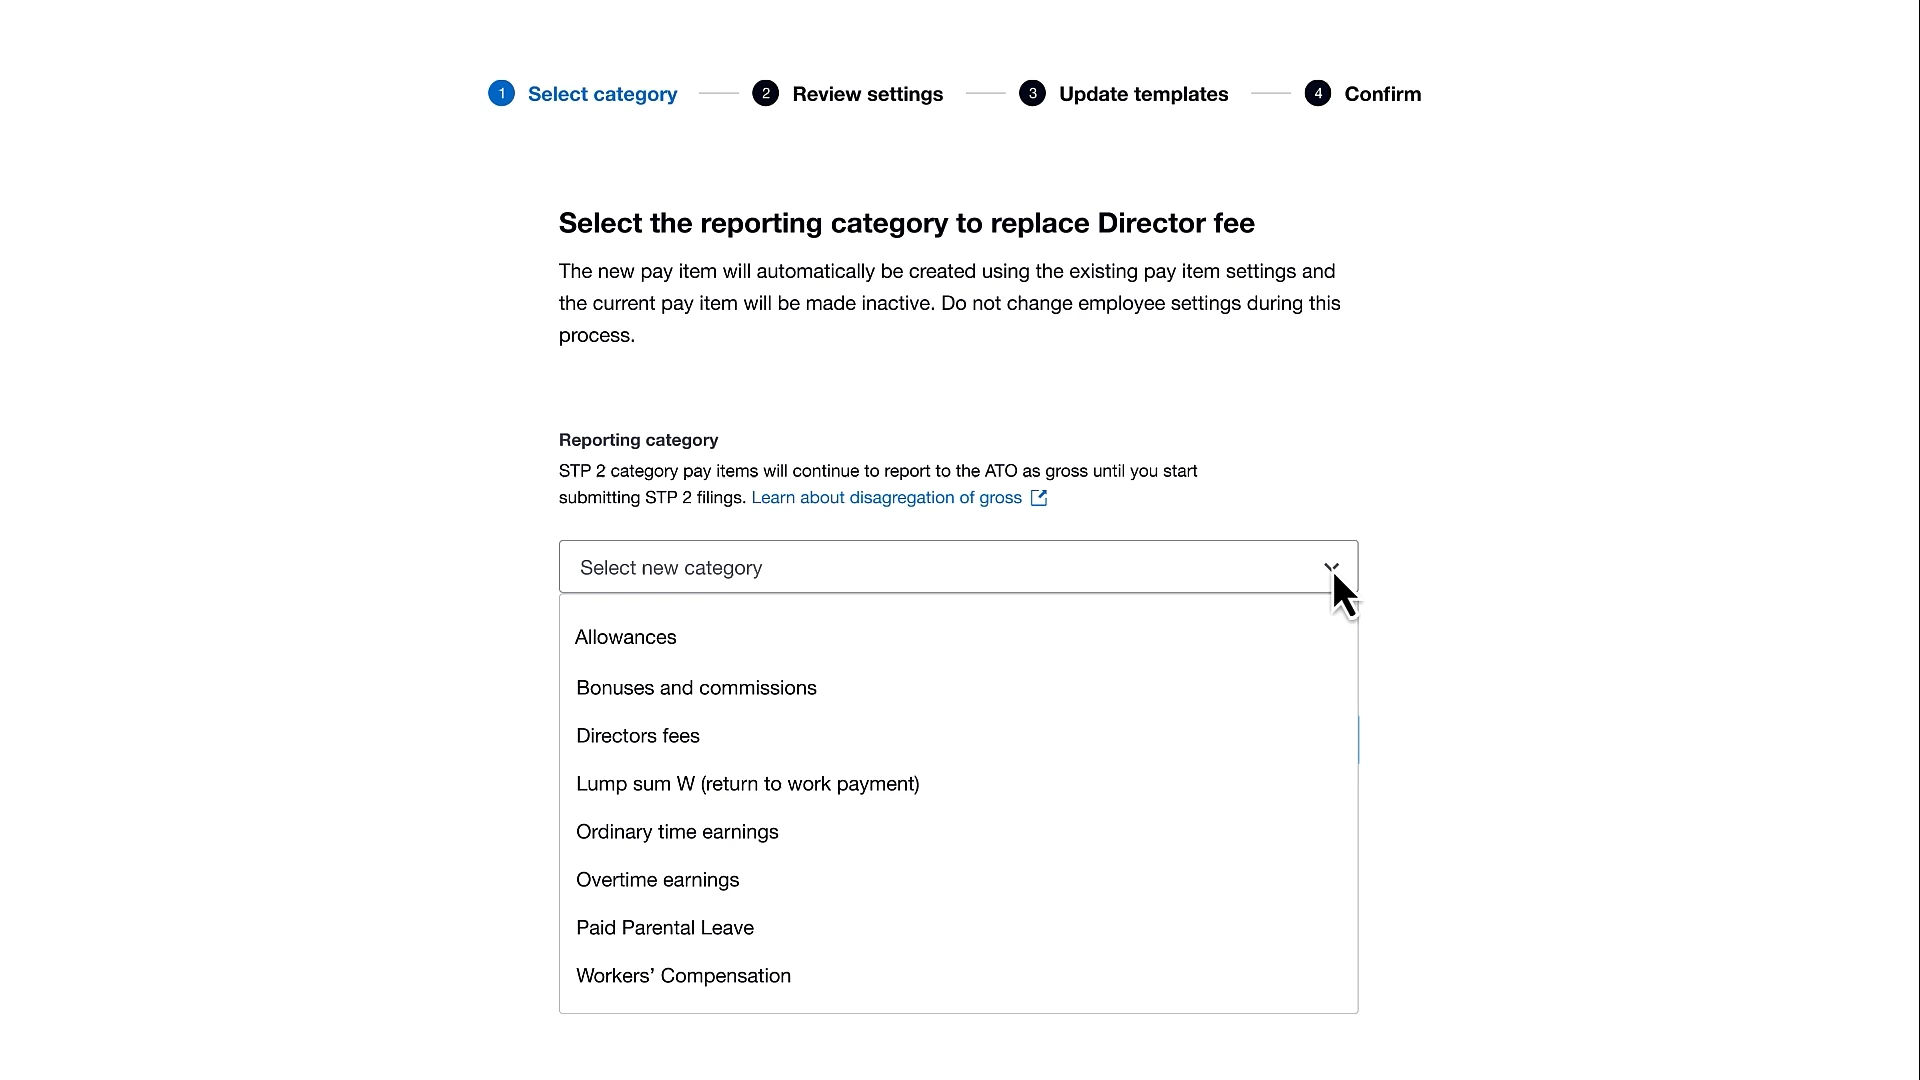 1 Select category 2 Review settings 3 Update templates 4 Confirm
Select the reporting category to replace Director fee
The new pay item will automatically be created using the existing pay item settings and
the current pay item will be made inactive. Do not change employee settings during this
process.
Reporting category
STP 2 category pay items will continue to report to the ATO as gross until you start
submitting STP 2 filings. Learn about disagregation of gross
Select new category
Allowances
Bonuses and commissions
Directors fees
Lump sum W (return to work payment)
Ordinary time earnings
Overtime earnings
Paid Parental Leave
Workers’ Compensation